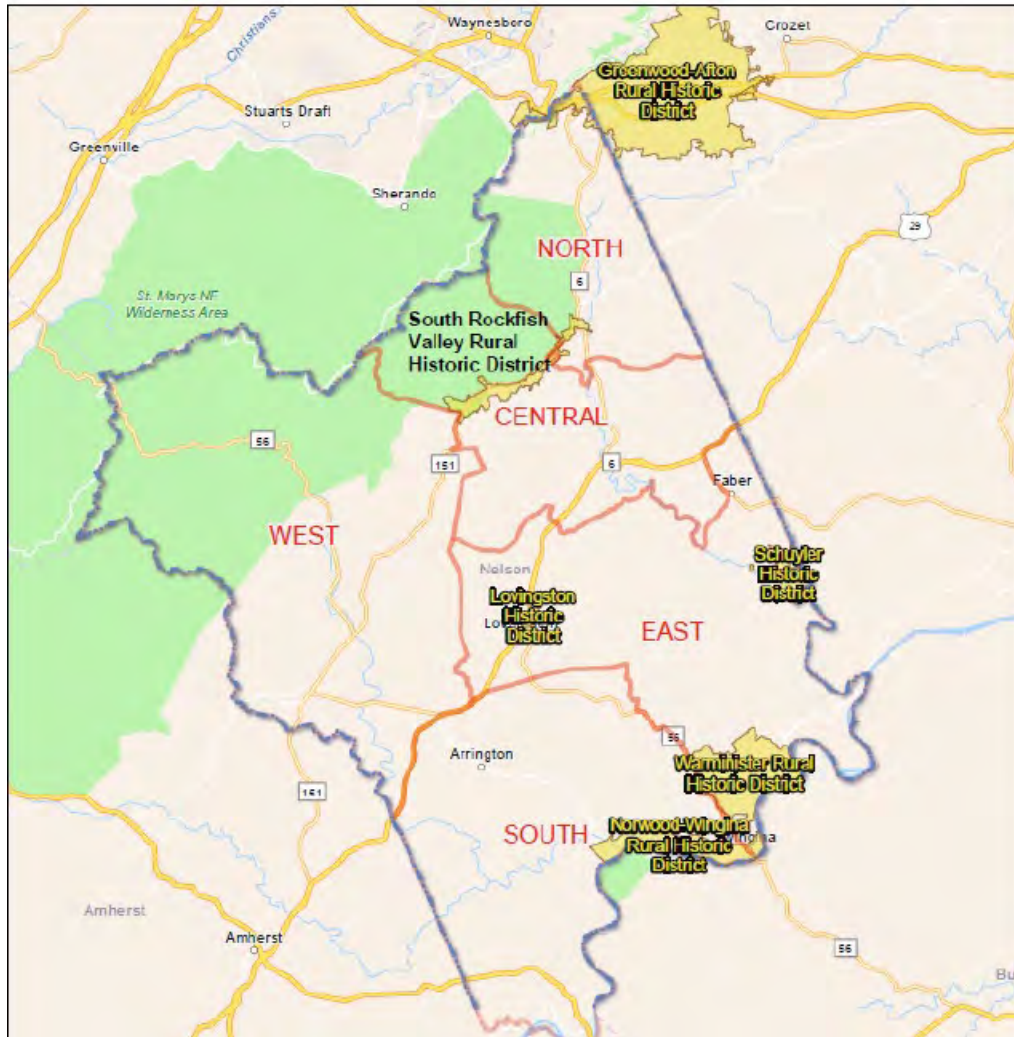 Waynesboro
Christians
Crozet
Greenwood-Afton
Rural Historic
District
Stuarts Draft
Greenville
Sherando
29
NORTH
6
St. Marys NF
Wilderness Area
South Rockfish
Valley Rural
Historic District
CENTRAL
56
151
6
Faber
WEST
Schuyler
Historic
District
Nelson
Lovingston
Historic
District
EAST
56
Arrington
Warminister Rural
Historic District
151
SOUTH
Norwood-Wingina
Rural Historic
District
Amherst
Amherst
56
Bu